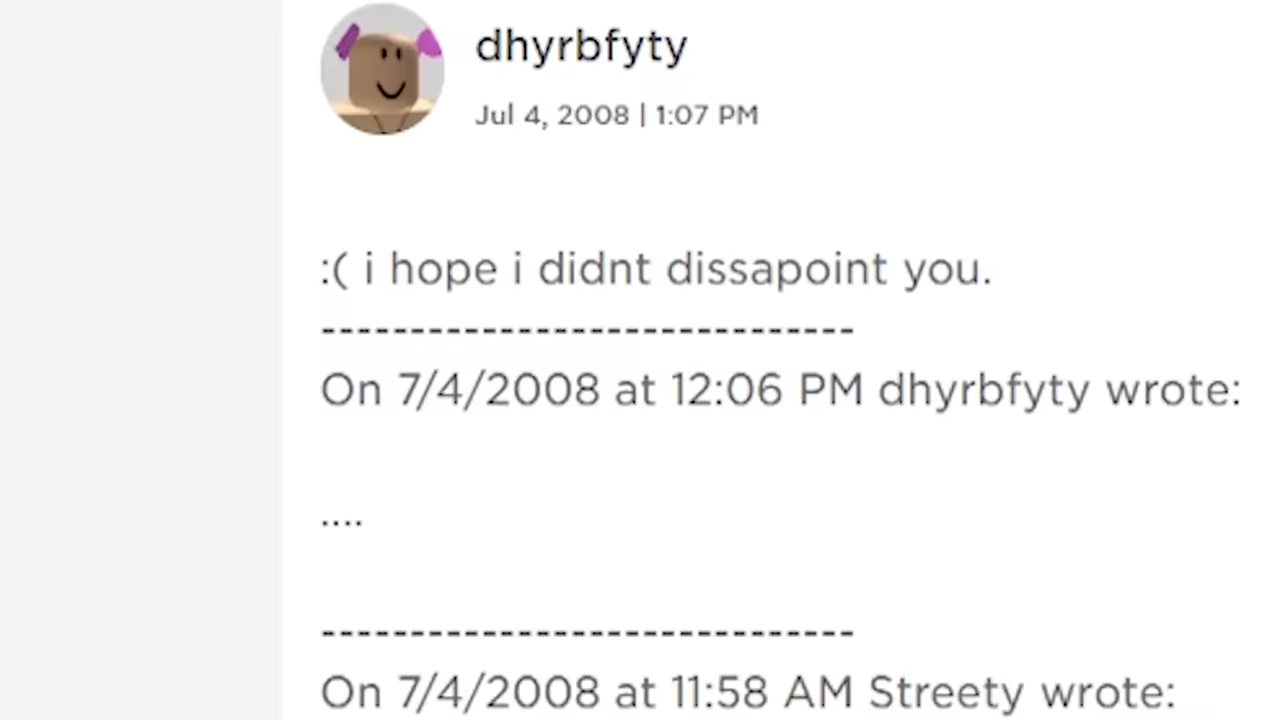 dhyrbfyty
Jul 4, 2008 | 1:07 PM
:( i hope i didnt dissapoint you.
------------------------------
On 7/4/2008 at 12:06 PM dhyrbfyty wrote:
....
------------------------------
On 7/4/2008 at 11:58 AM Streety wrote: